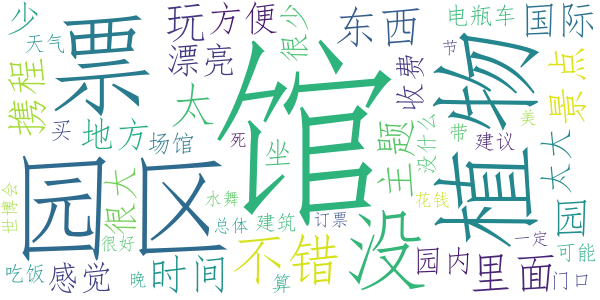 少
天气
票
玩
方便
漂亮
很少
东西
电瓶车
国际
节
携程
买
地方
场馆
太
馆
死
坐
收费
主题
没什么
植物
带
建议
美
景点
太大
世博会
园区
很大
很好
水舞
总体
建筑
订票
没
花钱
园
一定
吃饭
感觉
晚
时间
不错
算
园内
里面
可能
门口